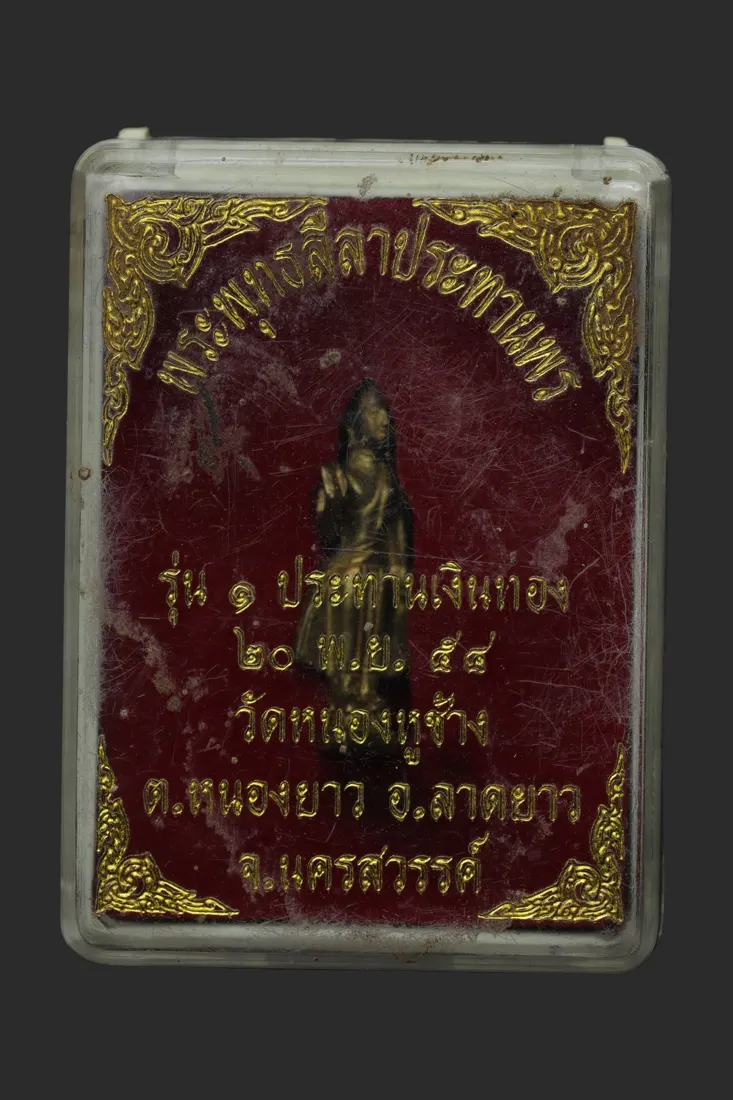 พระพุทธลีลาประทานพร
รุ่น ๑ ประทานเงินทอง
๒๐ พ.ย. ๕๔
วัดหนองหูช้าง
ต.หนองยาว อ.ลาดยาว
จ.นครสวรรค์